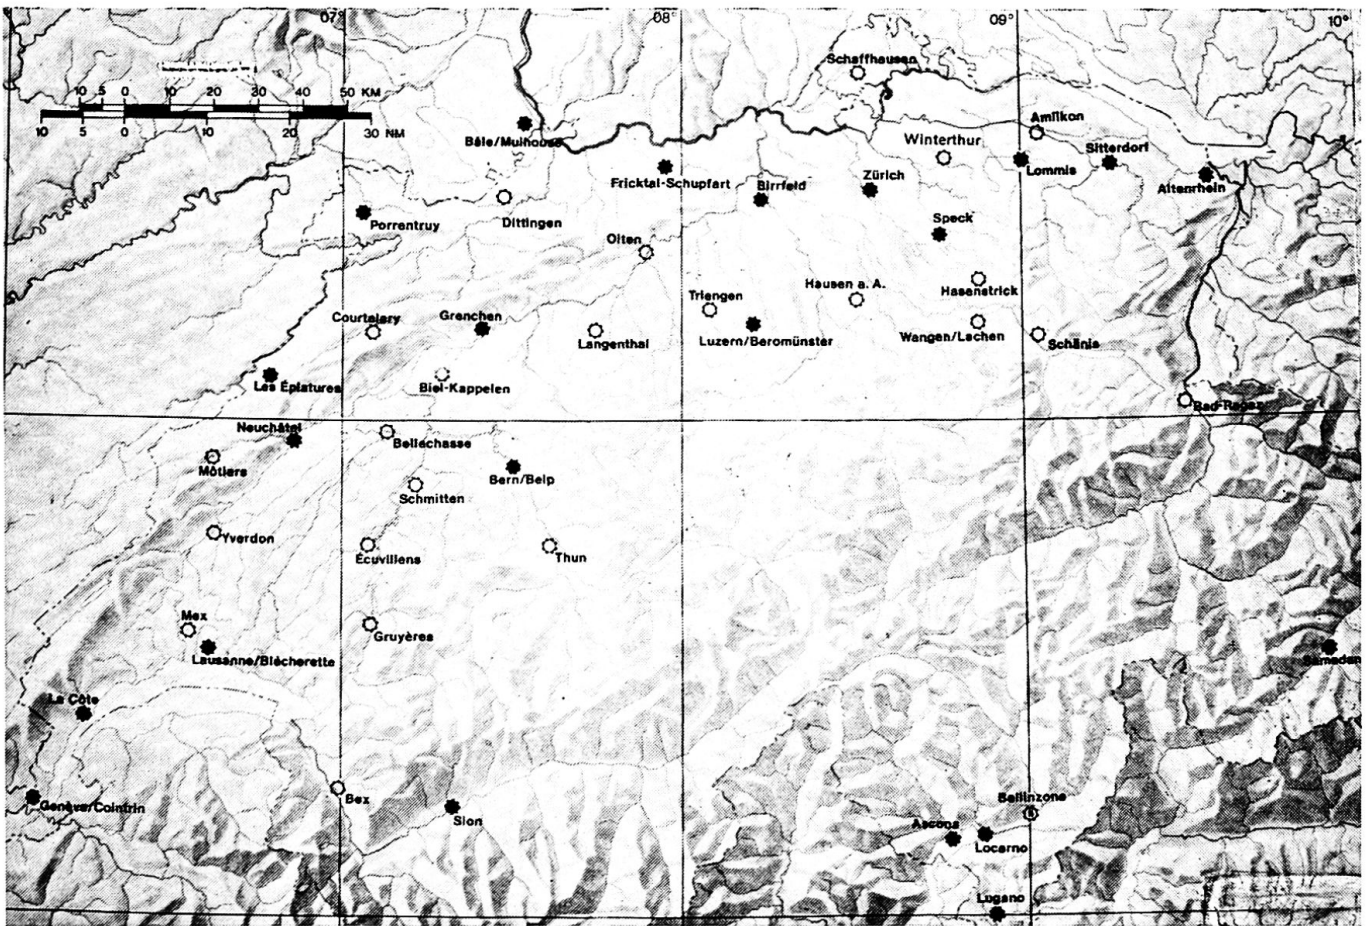 07°
08°
09°
10°
10 5 0 10 20 30 40 50 KM
10 5 0 10 20 30 NM
Schaffhausen
Bâle/Mulhouse
Amlikon
Winterthur
Sitterdorf
Lommis
Fricktal-Schupfart
Birrfeld
Zürich
Altenrhein
Porrentruy
Dittingen
Speck
Olten
Hasenstrick
Hausen a. A.
Triengen
Courtelary
Grenchen
Langenthal
Luzern/Beromünster
Wangen/Lachen
Schänis
Les Éplatures
Biel-Kappelen
Bad-Ragaz
Neuchâtel
Bellechasse
Môtiers
Bern/Belp
Schmitten
Yverdon
Écuvillens
Thun
Mex
Gruyères
Lausanne/Blécherette
Samedan
La Côte
Genève/Cointrin
Bex
Sion
Bellinzone
Ascona
Locarno
Lugano